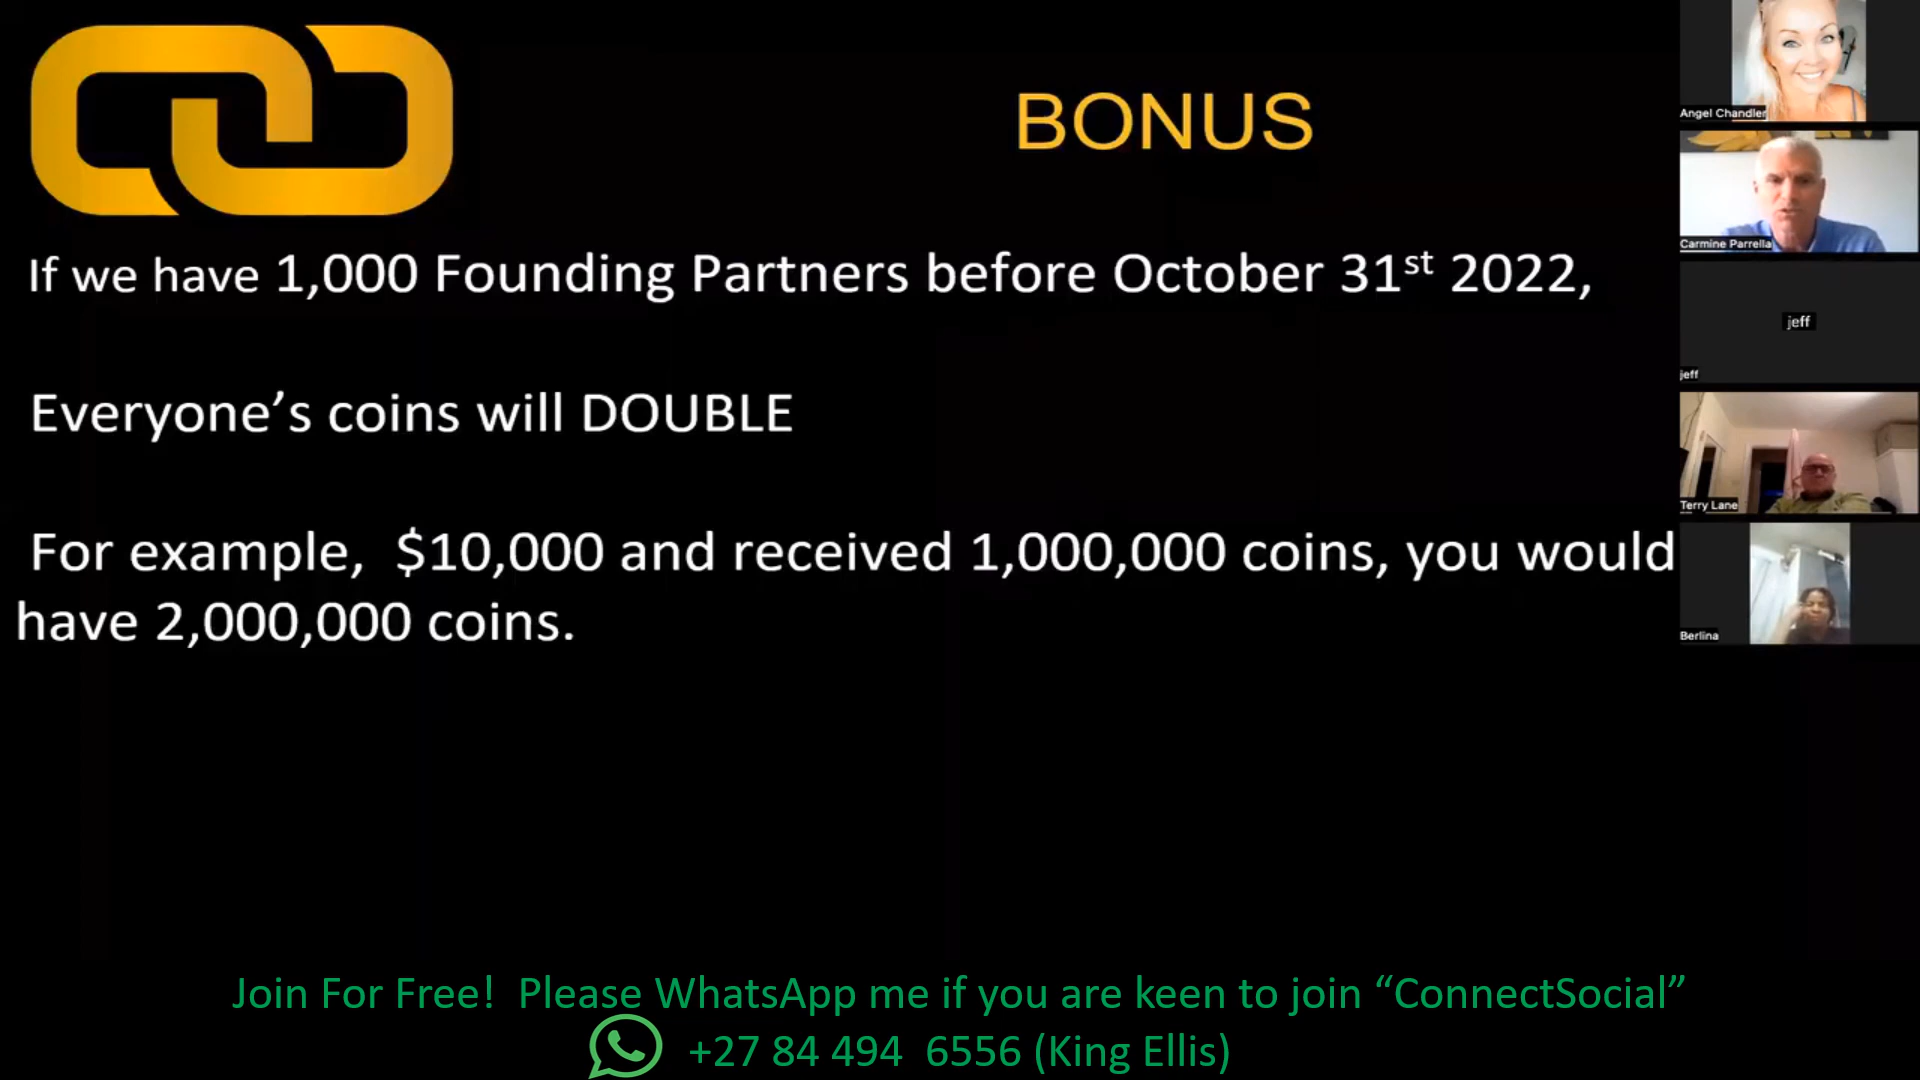 BONUS
If we have 1,000 Founding Partners before October 31st 2022,
Everyone’s coins will DOUBLE
For example,  $10,000 and received 1,000,000 coins, you would
have 2,000,000 coins.
Angel Chandler
Carmine Parrella
jeff
jeff
Terry Lane
Berlina
Join For Free!  Please WhatsApp me if you are keen to join “ConnectSocial”
+27 84 494  6556 (King Ellis)